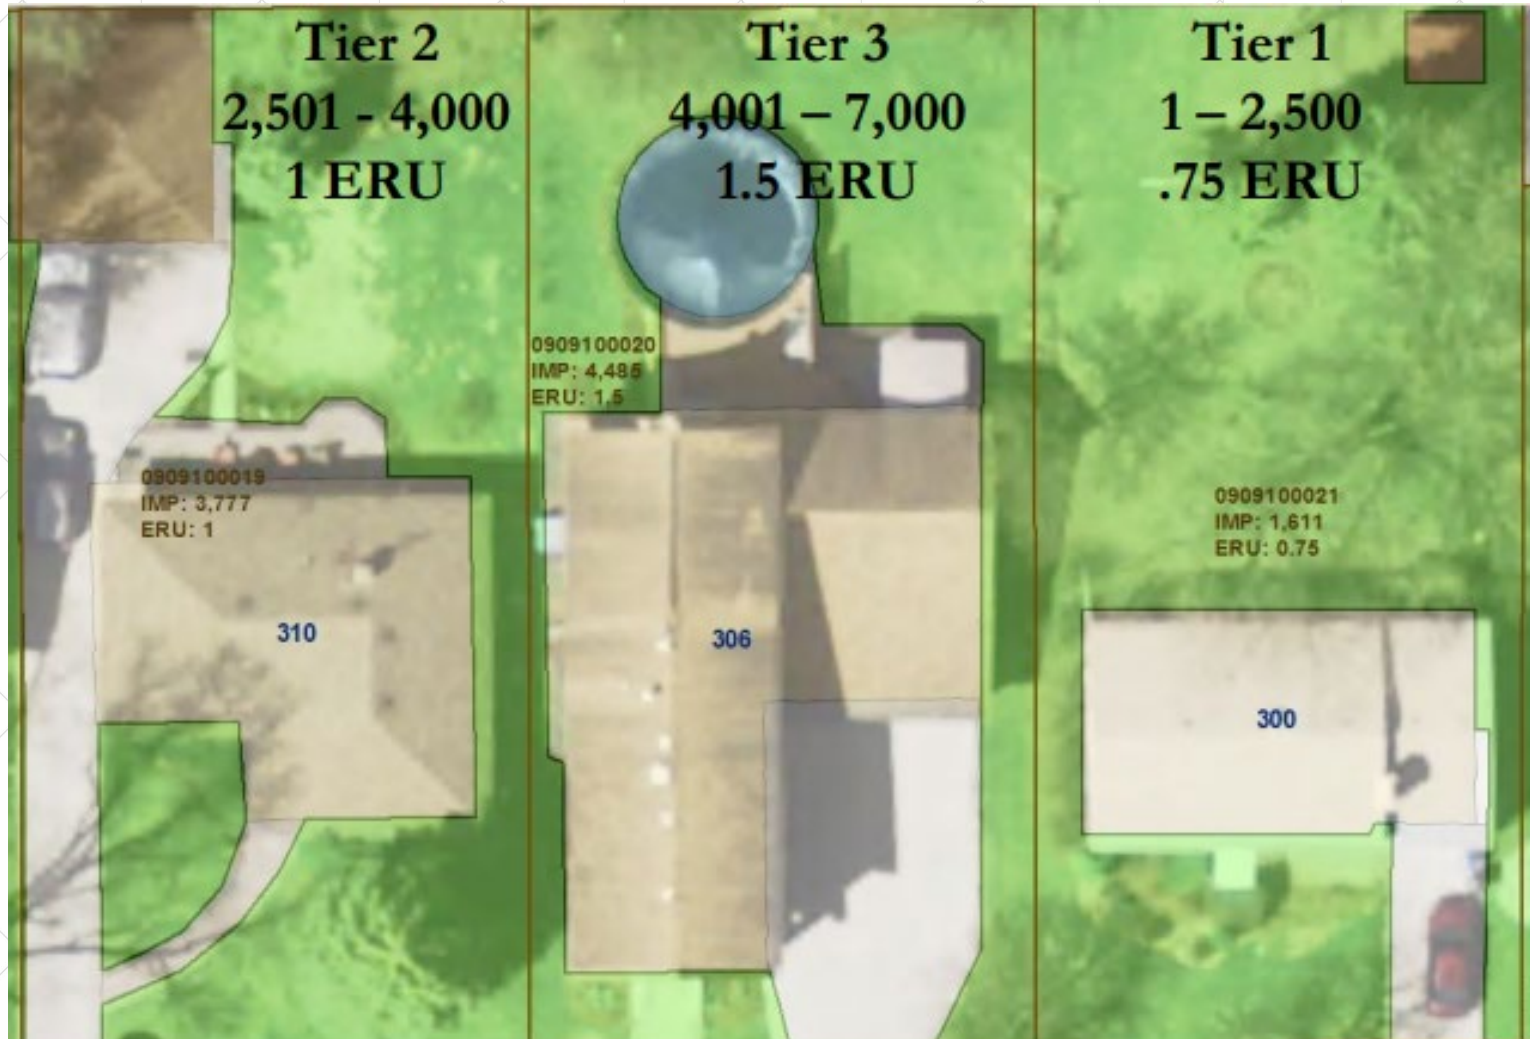 Tier 2
2,501 - 4,000
1 ERU
Tier 3
4,001 – 7,000
1.5 ERU
Tier 1
1 – 2,500
.75 ERU
0909100019
IMP: 3,777
ERU: 1
310
0909100020
IMP: 4,485
ERU: 1.5
306
0909100021
IMP: 1,611
ERU: 0.75
300